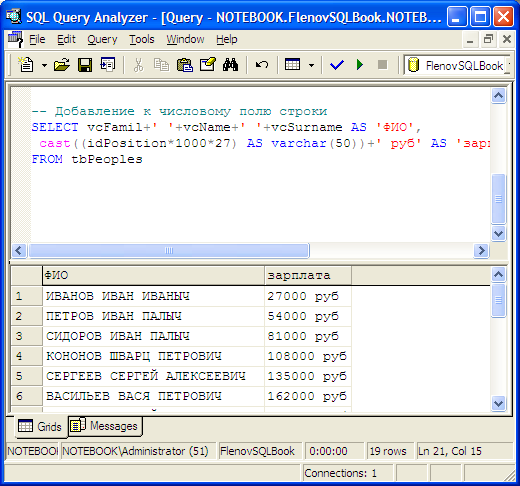 SQL Query Analyzer - [Query - NOTEBOOK.FlenovSQLBook.NOTEB...
File Edit Query Tools Window Help
FlenovSQLBook
-- Добавление к числовому полю строки
SELECT vcFamil+' '+vcName+' '+vcSurname AS 'ФИО',
cast((idPosition*1000*27) AS varchar(50))+' руб' AS 'зарп
FROM tbPeoples
ФИО зарплата
1 ИВАНОВ ИВАН ИВАНЫЧ 27000 руб
2 ПЕТРОВ ИВАН ПАЛЫЧ 54000 руб
3 СИДОРОВ ИВАН ПАЛЫЧ 81000 руб
4 КОНОНОВ ШВАРЦ ПЕТРОВИЧ 108000 руб
5 СЕРГЕЕВ СЕРГЕЙ АЛЕКСЕЕВИЧ 135000 руб
6 ВАСИЛЬЕВ ВАСЯ ПЕТРОВИЧ 162000 руб
Grids Messages
NOTEBOOK NOTEBOOK\Administrator (51) FlenovSQLBook 0:00:00 19 rows Ln 21, Col 15
Connections: 1